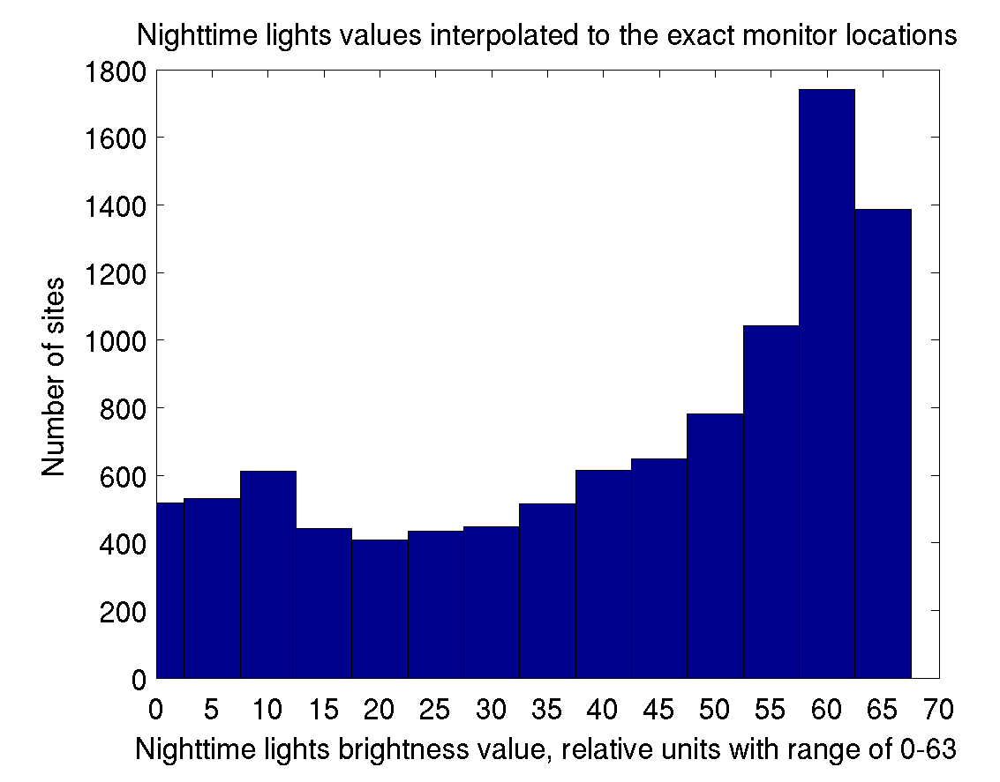 Nighttime lights values interpolated to the exact monitor locations
1800
1600
1400
1200
1000
800
600
400
200
0
Number of sites
0 5 10 15 20 25 30 35 40 45 50 55 60 65 70
Nighttime lights brightness value, relative units with range of 0-63